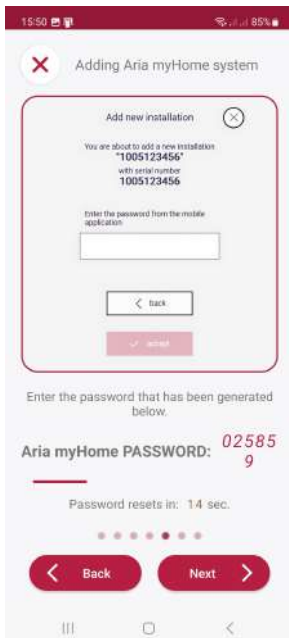 15:50 85%
Adding Aria myHome system
Add new installation
You are about to add a new installation
"1005123456"
with serial number
1005123456
Enter the password from the mobile
application
back
accept
Enter the password that has been generated
below.
Aria myHome PASSWORD: 02585
9
Password resets in: 14 sec.
Back Next